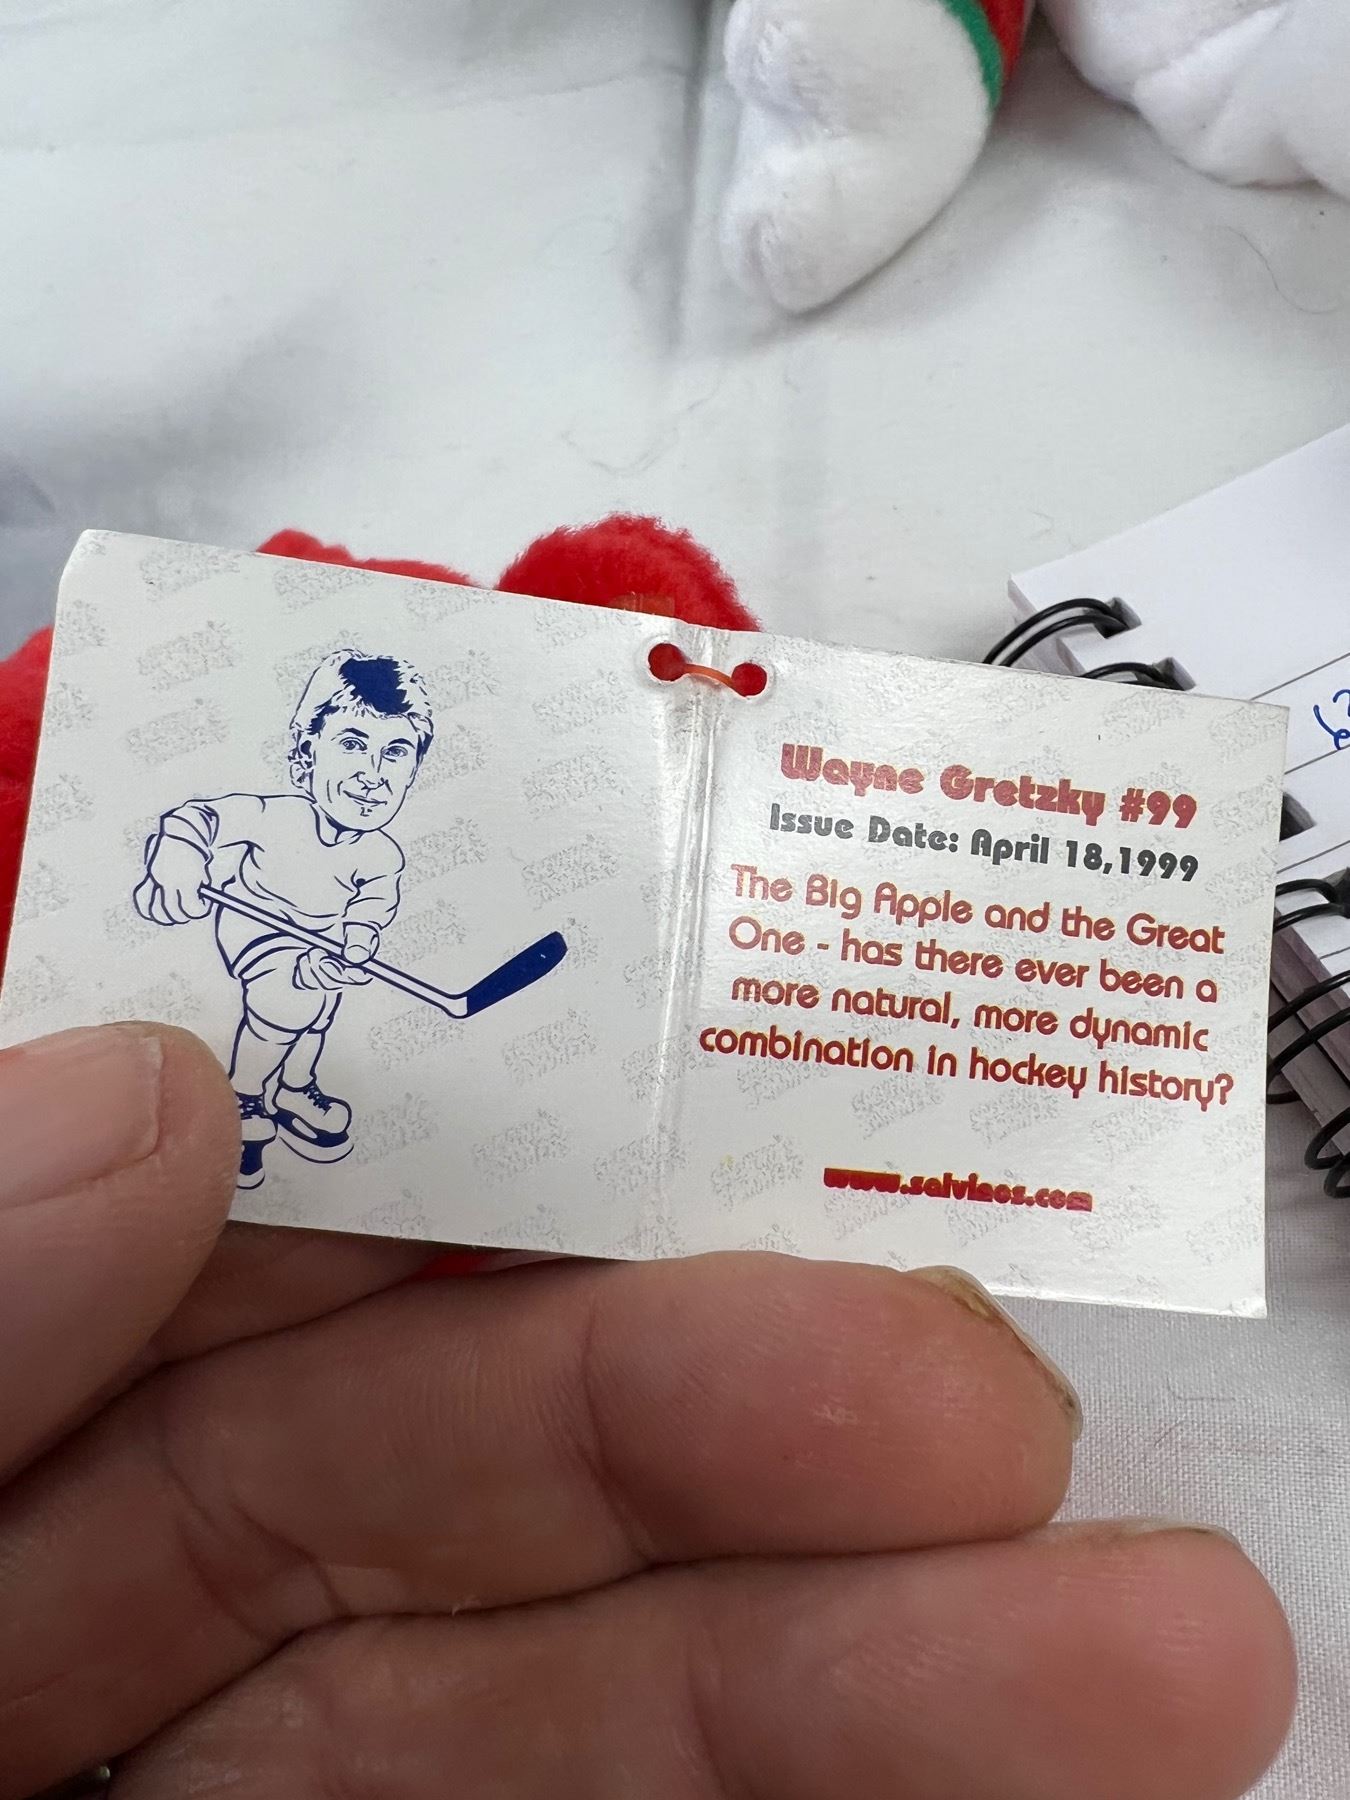 Wayne Gretzky #99
Issue Date: April 18,1999
The Big Apple and the Great
One - has there ever been a
more natural, more dynamic
combination in hockey history?
www.salvinos.com